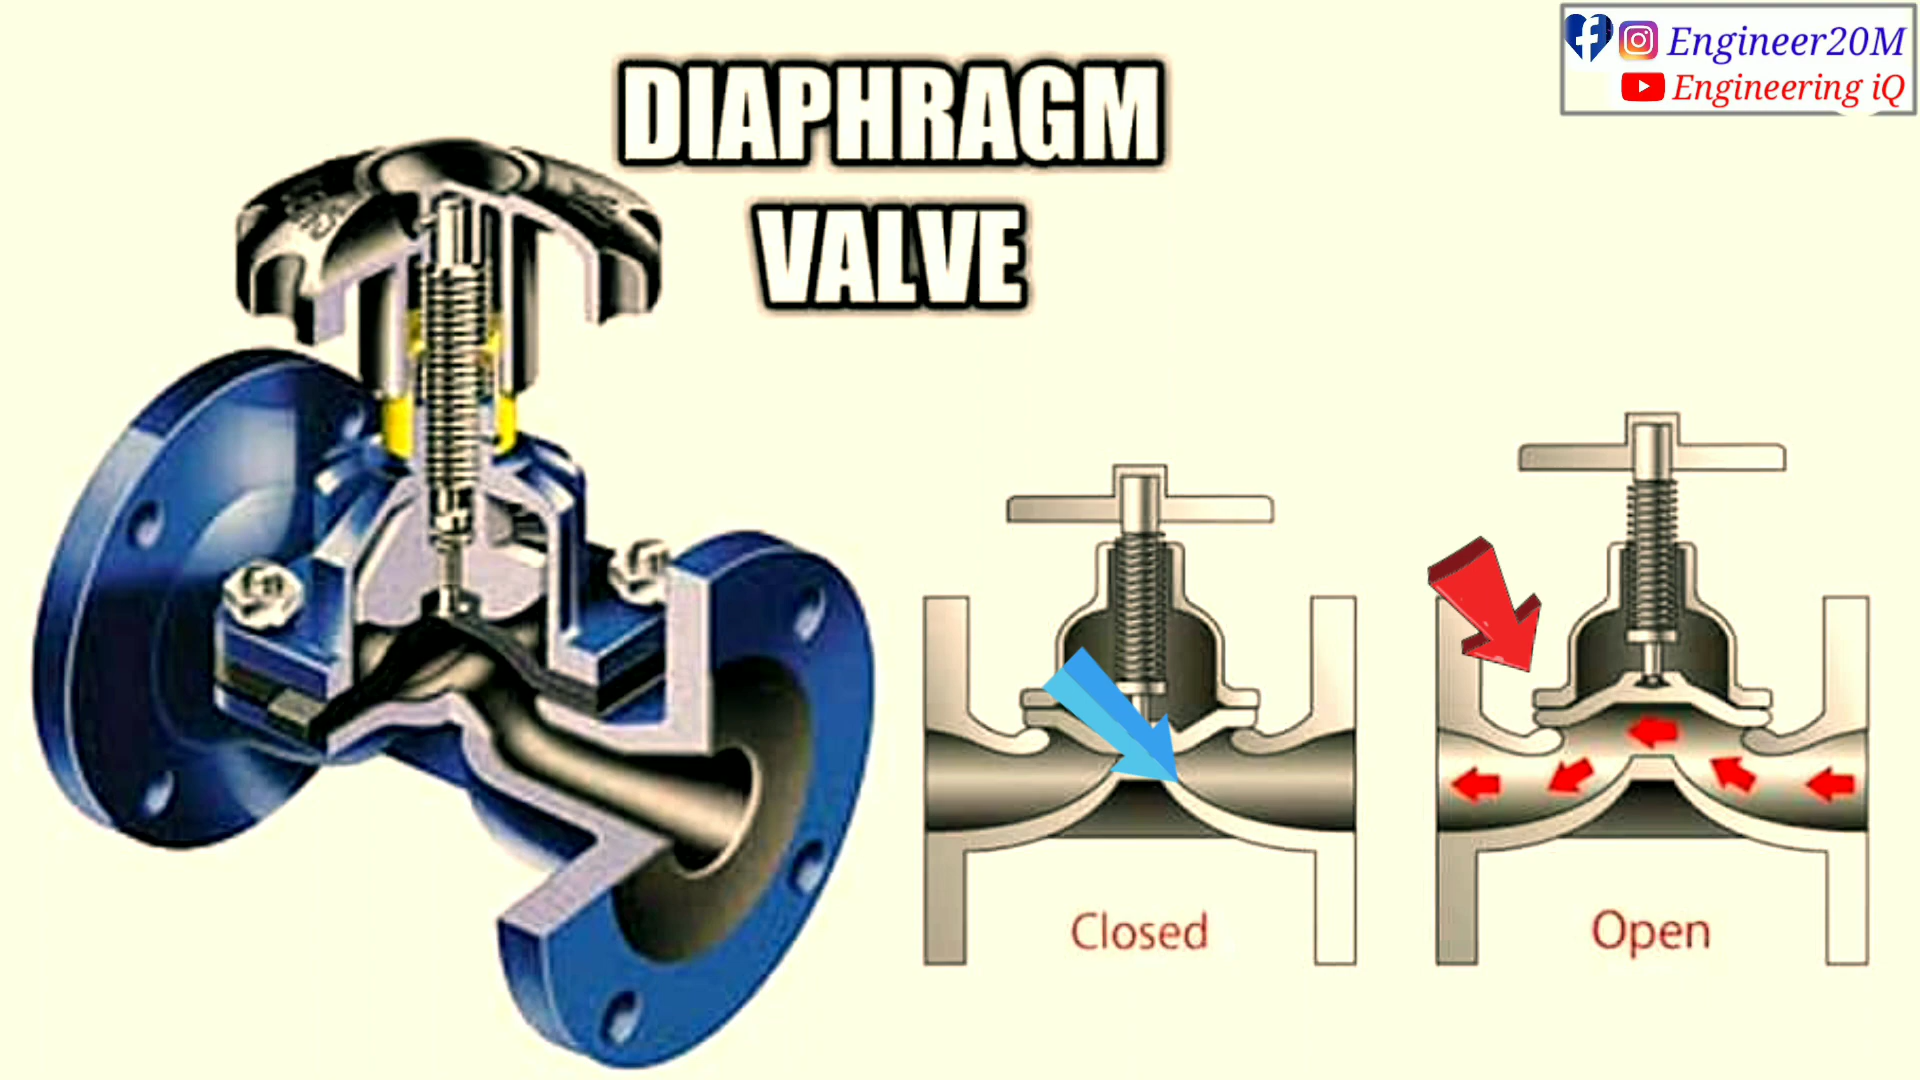 DIAPHRAGM
VALVE
Engineer20M
Engineering iQ
Closed
Open